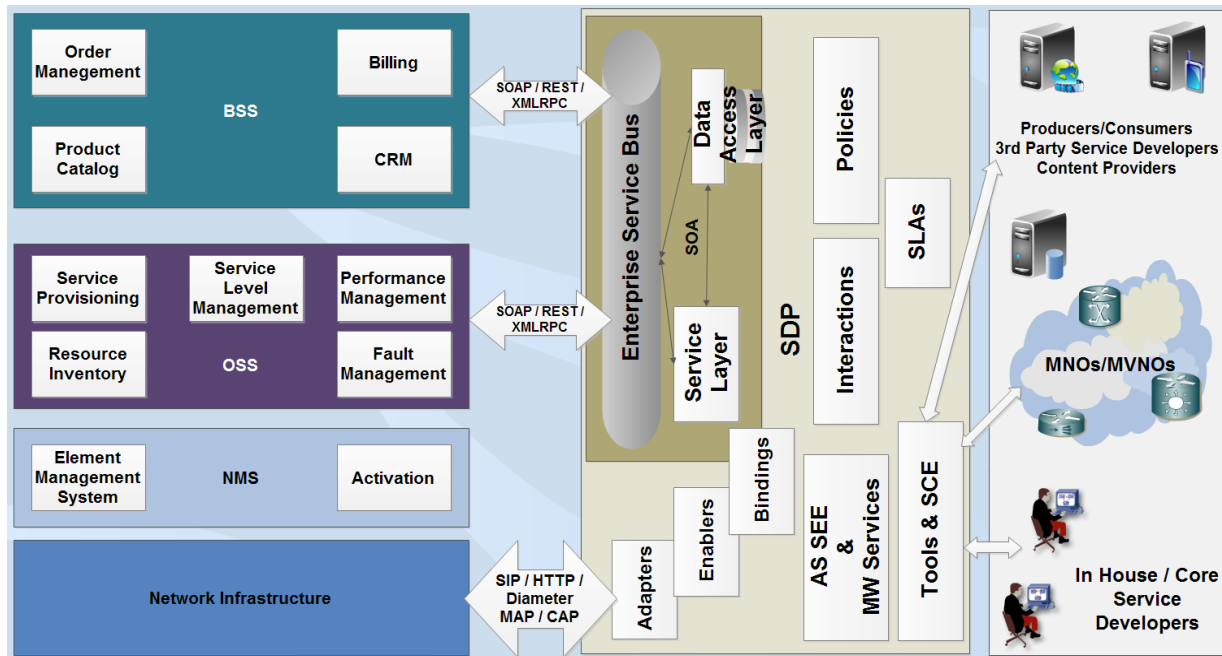 Order
Mangement
Billing
BSS
Product
Catalog
CRM
SOAP / REST /
XMLRPC
Service
Provisioning
Service
Level
Management
Performance
Management
Resource
Inventory
OSS
Fault
Management
SOAP / REST /
XMLRPC
Element
Management
System
NMS
Activation
Network Infrastructure
SIP / HTTP /
Diameter
MAP / CAP
Enterprise Service Bus
Data
Access
Layer
SOA
Service
Layer
SDP
Policies
SLAs
Interactions
Bindings
Enablers
Adapters
AS SEE
&
MW Services
Tools & SCE
Producers/Consumers
3rd Party Service Developers
Content Providers
MNOs/MVNOs
In House / Core
Service
Developers